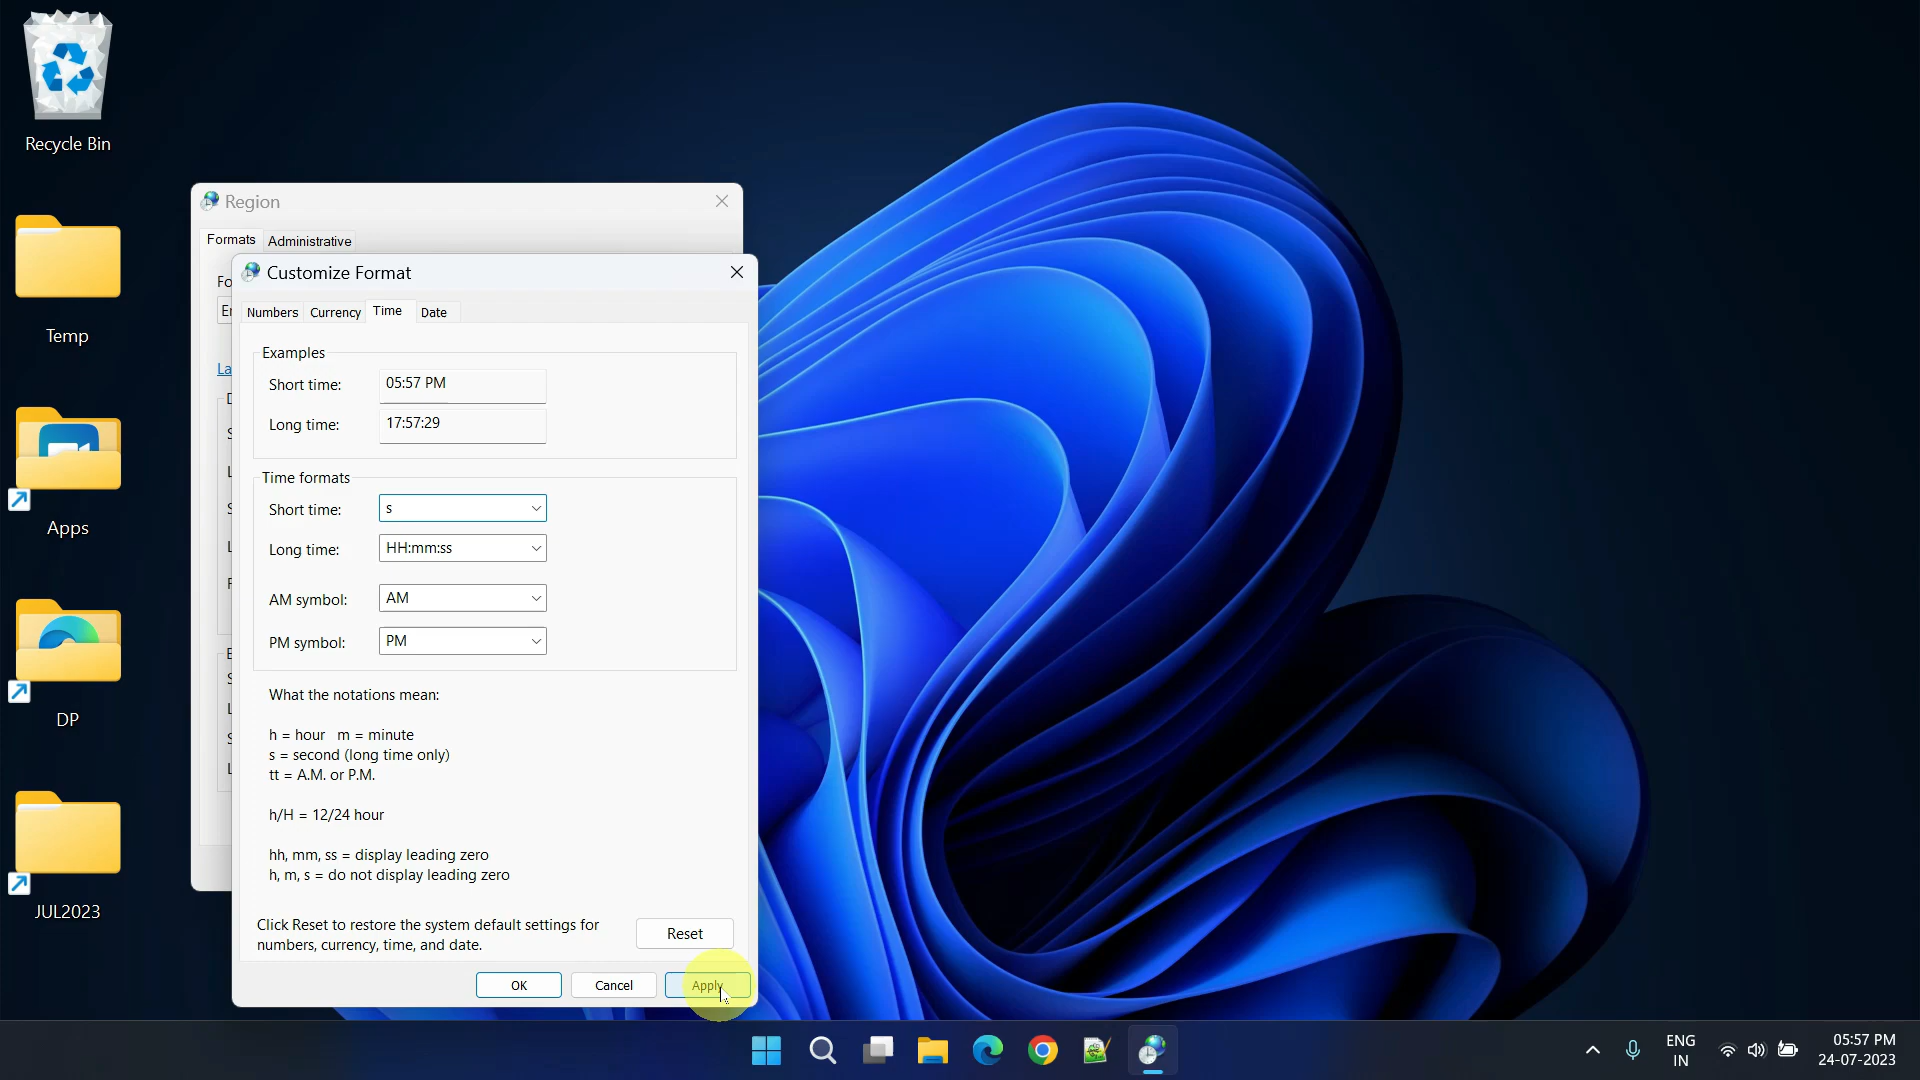 Recycle Bin
Temp
Apps
DP
JUL2023
Region
Formats Administrative
Customize Format
Numbers Currency Time Date
Examples
Short time: 05:57 PM
Long time: 17:57:29
Time formats
Short time: s
Long time: HH:mm:ss
AM symbol: AM
PM symbol: PM
What the notations mean:
h = hour m = minute
s = second (long time only)
tt = A.M. or P.M.
h/H = 12/24 hour
hh, mm, ss = display leading zero
h, m, s = do not display leading zero
Click Reset to restore the system default settings for
numbers, currency, time, and date.
Reset
OK Cancel Apply
ENG
IN
05:57 PM
24-07-2023